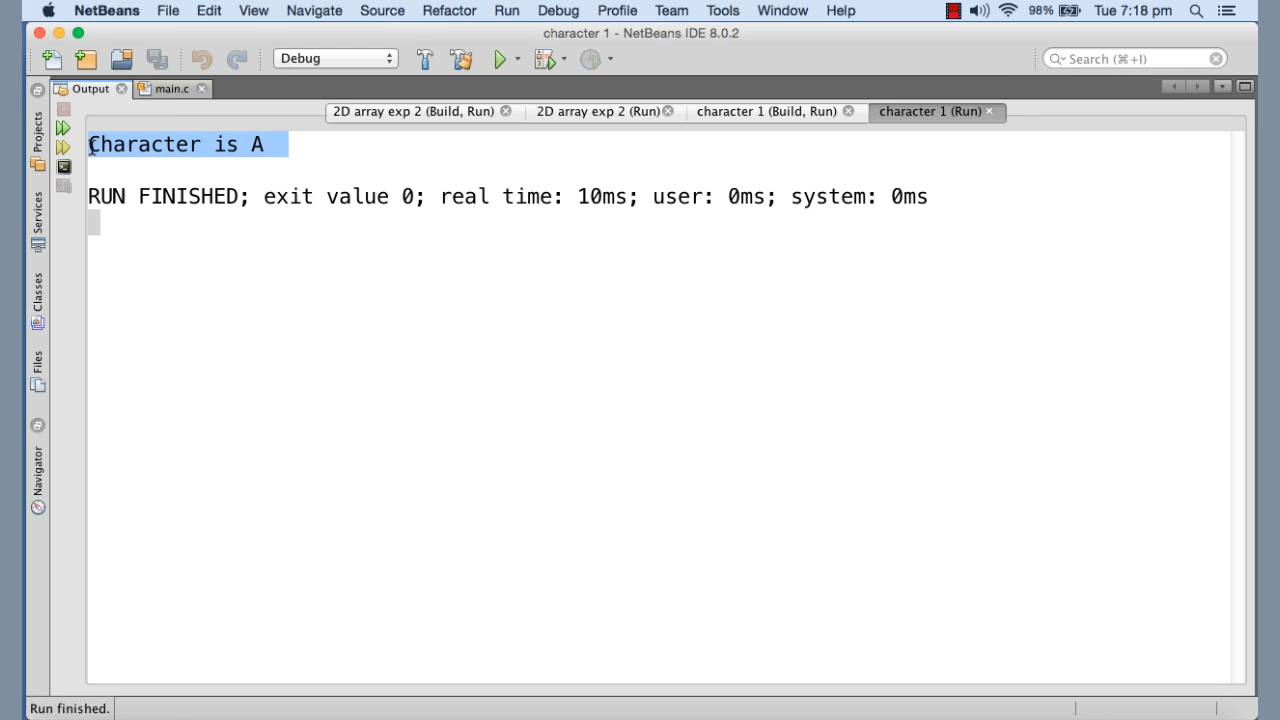 NetBeans File Edit View Navigate Source Refactor Run Debug Profile Team Tools Window Help 98% Tue 7:18 pm
character 1 - NetBeans IDE 8.0.2
Debug Search (⌘+I)
Output main.c
2D array exp 2 (Build, Run) 2D array exp 2 (Run) character 1 (Build, Run) character 1 (Run)
Projects
Services
Classes
Files
Navigator
Character is A
RUN FINISHED; exit value 0; real time: 10ms; user: 0ms; system: 0ms
Run finished.